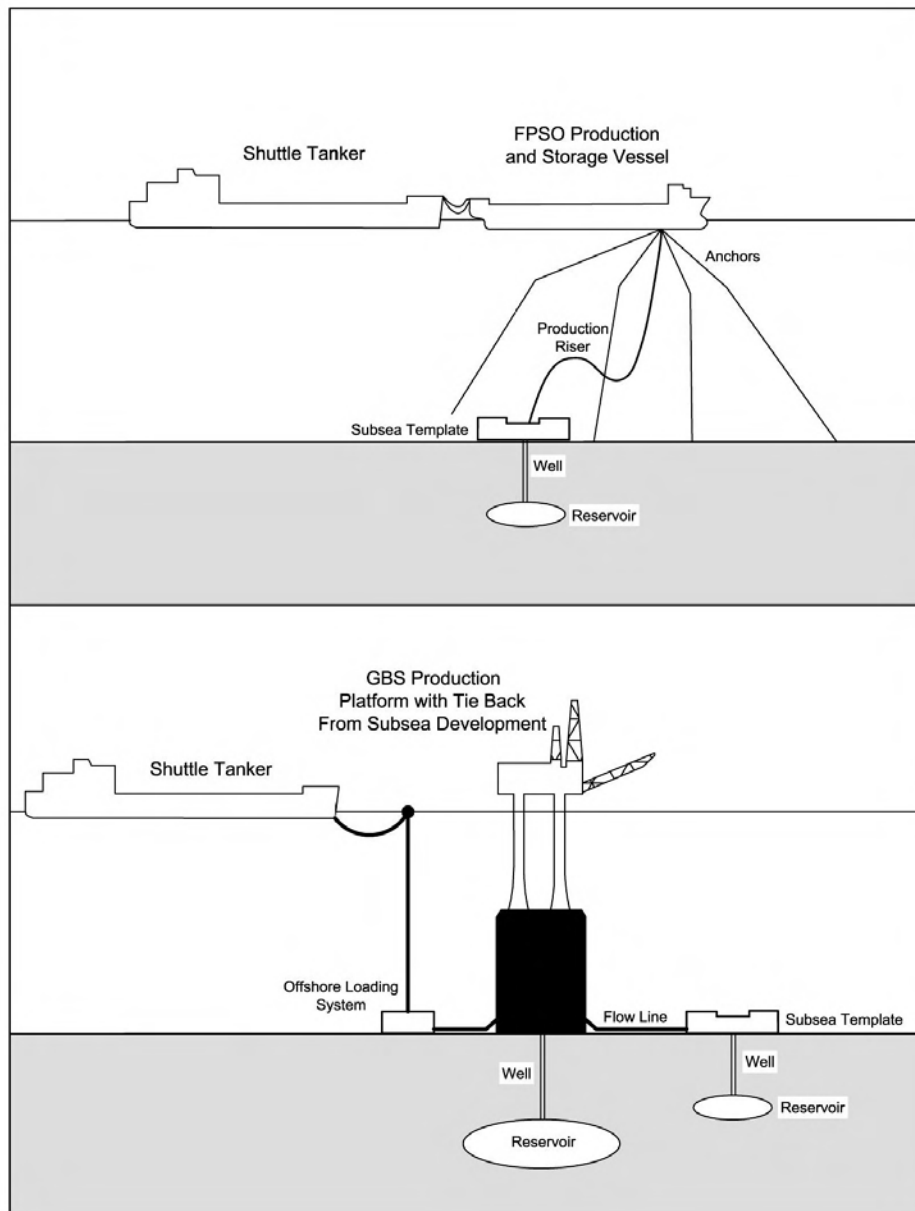 FPSO Production
and Storage Vessel
Shuttle Tanker
Anchors
Production
Riser
Subsea Template
Well
Reservoir
GBS Production
Platform with Tie Back
From Subsea Development
Shuttle Tanker
Offshore Loading
System
Flow Line
Subsea Template
Well
Well
Reservoir
Reservoir